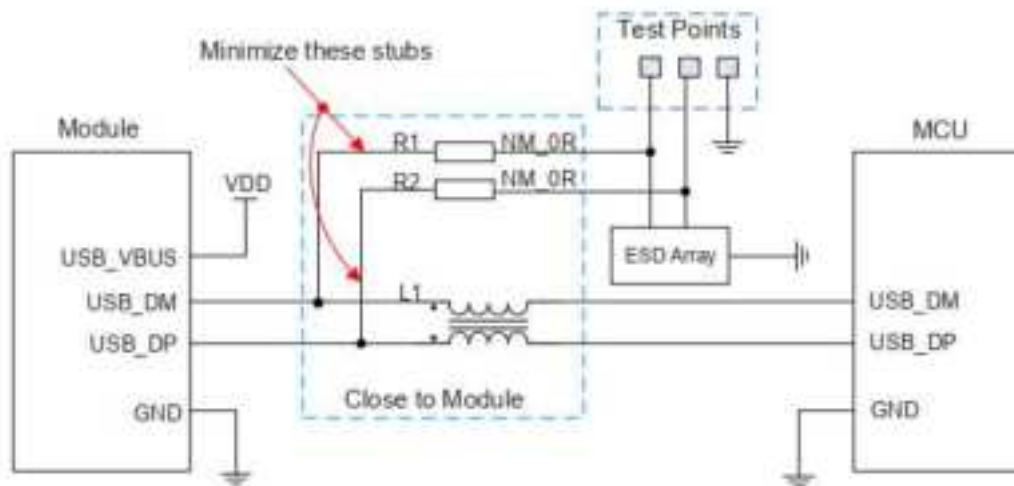 Test Points
Minimize these stubs
Module
MCU
R1
NM_0R
VDD
R2
NM_0R
ESD Array
USB_VBUS
L1
USB_DM
USB_DM
USB_DP
USB_DP
Close to Module
GND
GND